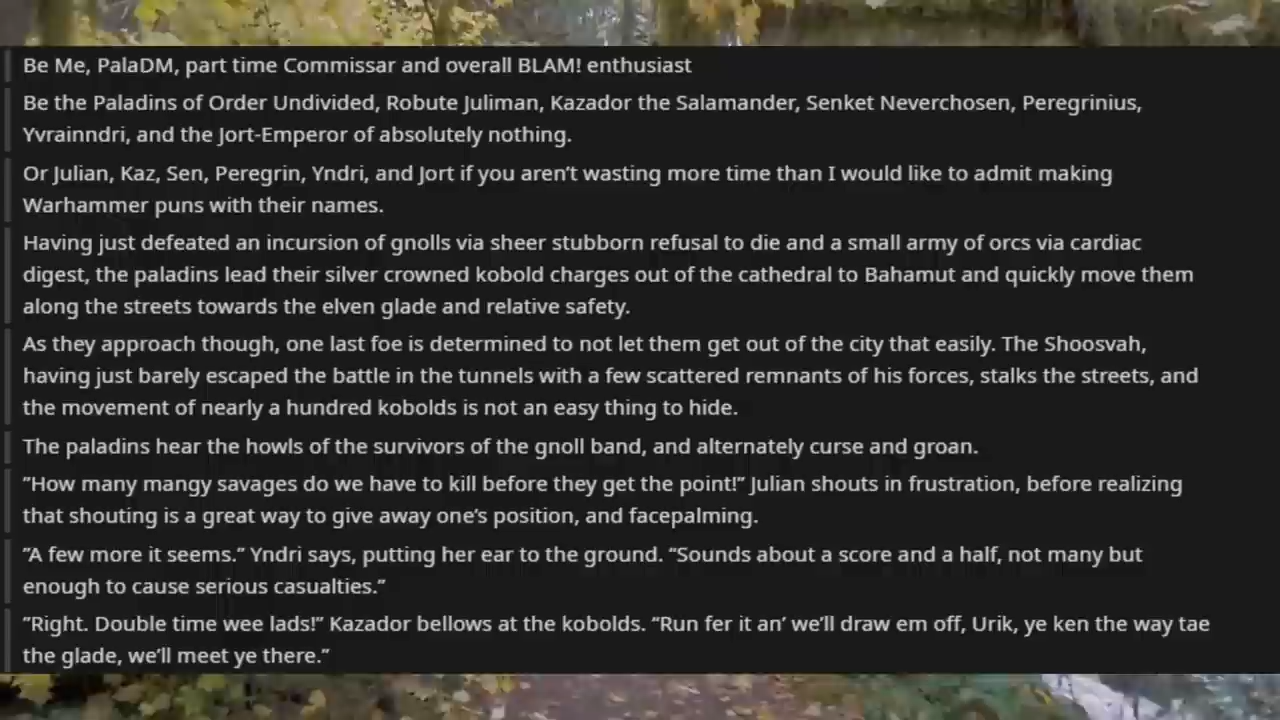 Be Me, PalaDM, part time Commissar and overall BLAM! enthusiast
Be the Paladins of Order Undivided, Robute Juliman, Kazador the Salamander, Senket Neverchosen, Peregrinius,
Yvrainndri, and the Jort-Emperor of absolutely nothing.
Or Julian, Kaz, Sen, Peregrin, Yndri, and Jort if you aren’t wasting more time than I would like to admit making
Warhammer puns with their names.
Having just defeated an incursion of gnolls via sheer stubborn refusal to die and a small army of orcs via cardiac
digest, the paladins lead their silver crowned kobold charges out of the cathedral to Bahamut and quickly move them
along the streets towards the elven glade and relative safety.
As they approach though, one last foe is determined to not let them get out of the city that easily. The Shoosvah,
having just barely escaped the battle in the tunnels with a few scattered remnants of his forces, stalks the streets, and
the movement of nearly a hundred kobolds is not an easy thing to hide.
The paladins hear the howls of the survivors of the gnoll band, and alternately curse and groan.
”How many mangy savages do we have to kill before they get the point!” Julian shouts in frustration, before realizing
that shouting is a great way to give away one’s position, and facepalming.
”A few more it seems.” Yndri says, putting her ear to the ground. “Sounds about a score and a half, not many but
enough to cause serious casualties.”
”Right. Double time wee lads!” Kazador bellows at the kobolds. “Run fer it an’ we’ll draw em off, Urik, ye ken the way tae
the glade, we’ll meet ye there.”